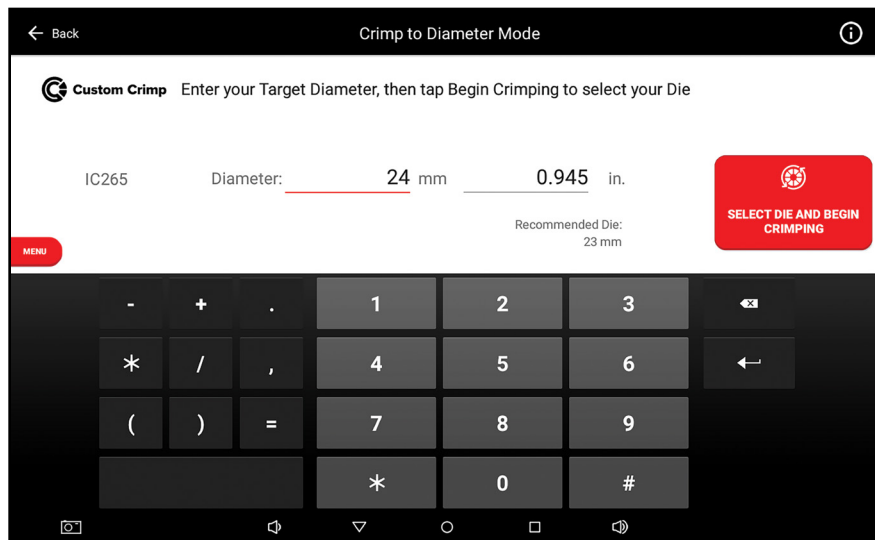 Back
Crimp to Diameter Mode
Custom Crimp
Enter your Target Diameter, then tap Begin Crimping to select your Die
IC265
Diameter: 24 mm 0.945 in.
Recommended Die:
23 mm
SELECT DIE AND BEGIN
CRIMPING
MENU
- + . 1 2 3
* / , 4 5 6
( ) = 7 8 9
* 0 #